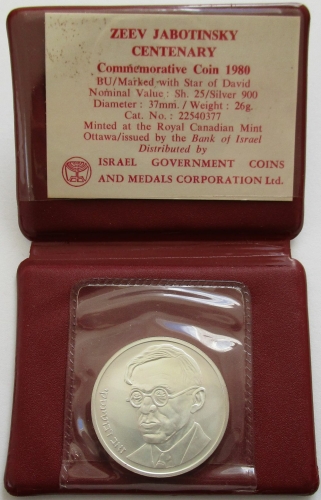 ZEEV JABOTINSKY
CENTENARY
Commemorative Coin 1980
BU/Marked with Star of David
Nominal Value : Sh. 25/Silver 900
Diameter : 37mm. / Weight : 26g.
Cat. No. : 22540377
Minted at the Royal Canadian Mint
Ottawa/issued by the Bank of Israel
Distributed by
ISRAEL GOVERNMENT COINS
AND MEDALS CORPORATION Ltd.